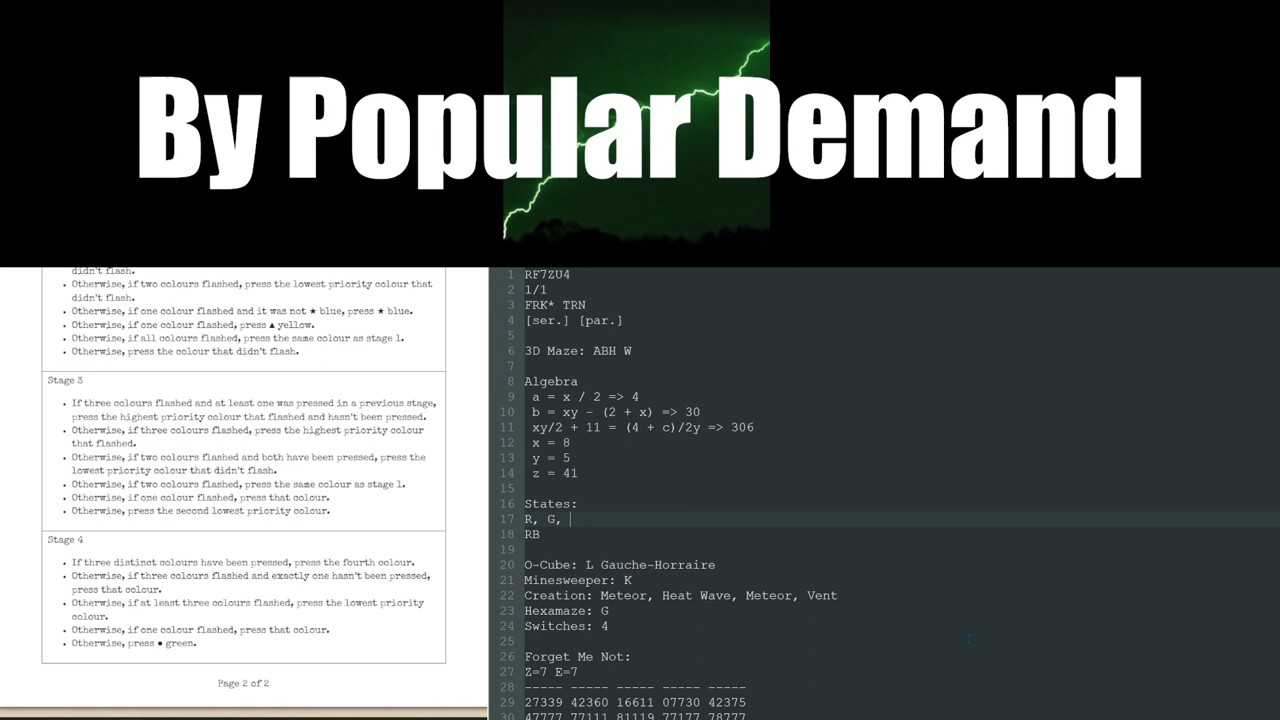 By Popular Demand
didn't flash.
• Otherwise, if two colours flashed, press the lowest priority colour that
didn't flash.
• Otherwise, if one colour flashed and it was not ★ blue, press ★ blue.
• Otherwise, if one colour flashed, press ▲ yellow.
• Otherwise, if all colours flashed, press the same colour as stage 1.
• Otherwise, press the colour that didn't flash.
Stage 3
• If three colours flashed and at least one was pressed in a previous stage,
press the highest priority colour that flashed and hasn't been pressed.
• Otherwise, if three colours flashed, press the highest priority colour
that flashed.
• Otherwise, if two colours flashed and both have been pressed, press the
lowest priority colour that didn't flash.
• Otherwise, if two colours flashed, press the same colour as stage 1.
• Otherwise, if one colour flashed, press that colour.
• Otherwise, press the second lowest priority colour.
Stage 4
• If three distinct colours have been pressed, press the fourth colour.
• Otherwise, if three colours flashed and exactly one hasn't been pressed,
press that colour.
• Otherwise, if at least three colours flashed, press the lowest priority
colour.
• Otherwise, if one colour flashed, press that colour.
• Otherwise, press ● green.
Page 2 of 2
1 RF7ZU4
2 1/1
3 FRK* TRN
4 [ser.] [par.]
5
6 3D Maze: ABH W
7
8 Algebra
9 a = x / 2 => 4
10 b = xy - (2 + x) => 30
11 xy/2 + 11 = (4 + c)/2y => 306
12 x = 8
13 y = 5
14 z = 41
15
16 States:
17 R, G,
18 RB
19
20 O-Cube: L Gauche-Horraire
21 Minesweeper: K
22 Creation: Meteor, Heat Wave, Meteor, Vent
23 Hexamaze: G
24 Switches: 4
25
26 Forget Me Not:
27 Z=7 E=7
28 ----- ----- ----- ----- -----
29 27339 42360 16611 07730 42375
30 47777 77111 81119 77177 78777